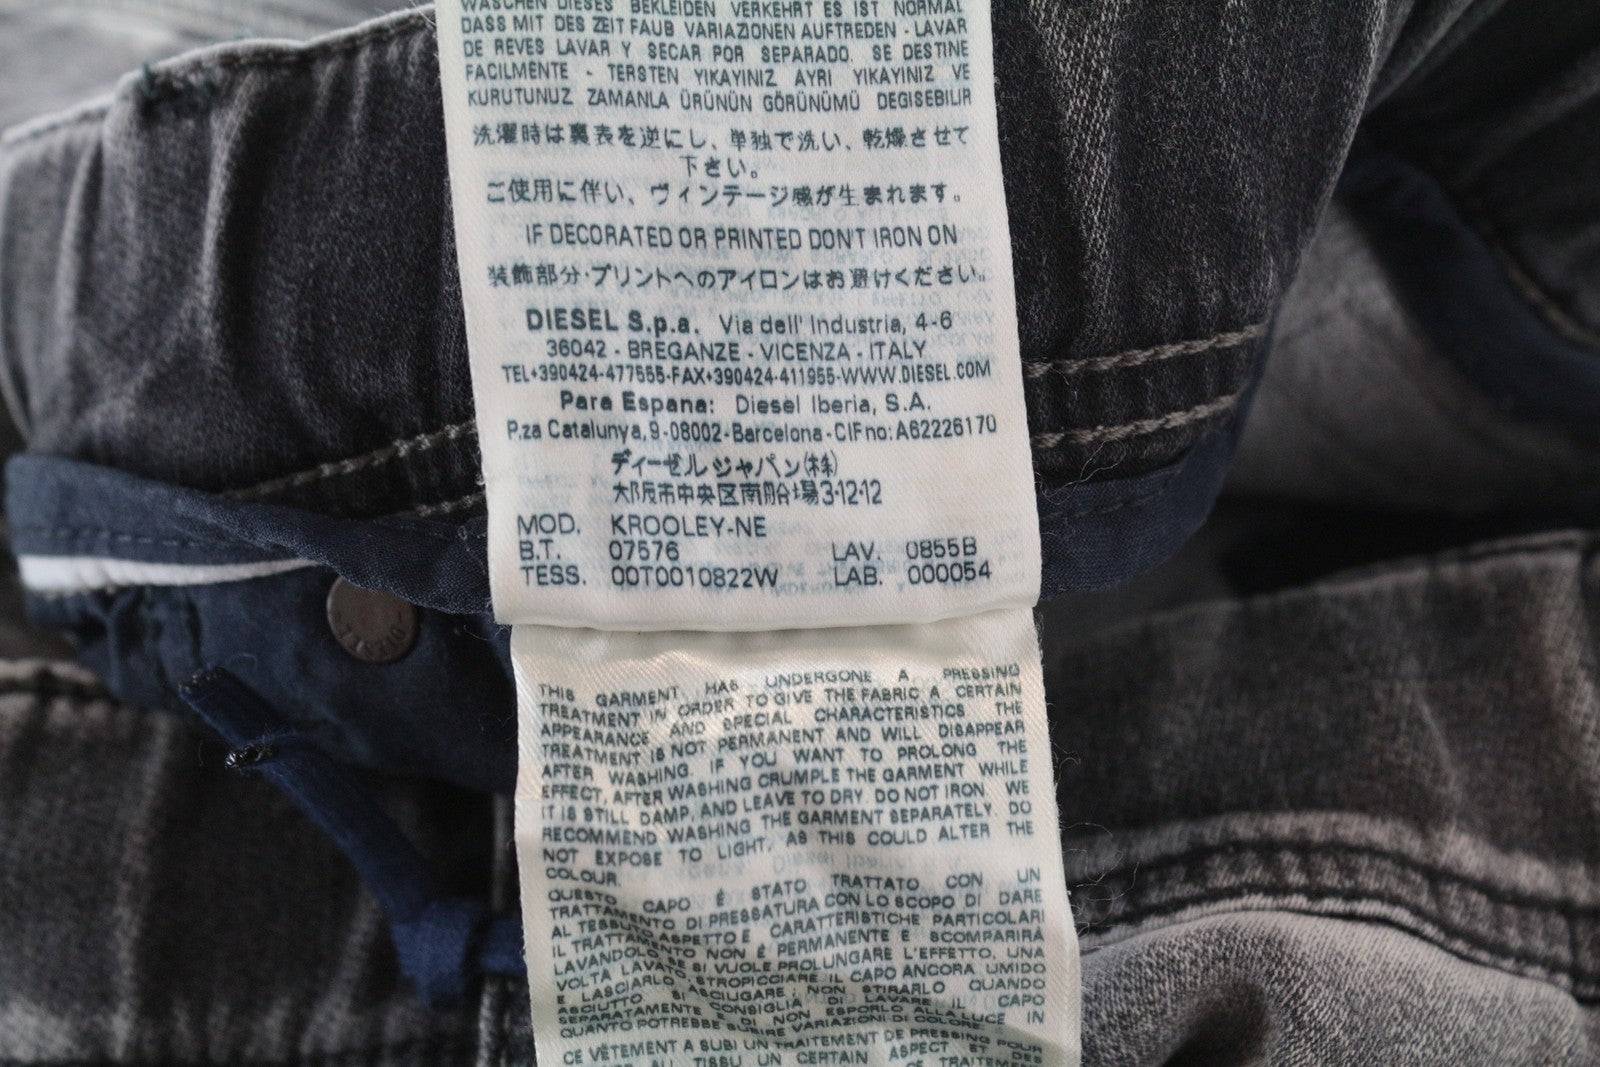 WASCHEN DIESES BEKLEIDEN VERKEHRT ES IST NORMAL
DASS MIT DES ZEIT FAUB VARIAZIONEN AUFTREDEN - LAVAR
DE REVES LAVAR Y SECAR POR SEPARADO. SE DESTINE
FACILMENTE - TERSTEN YIKAYINIZ AYRI YIKAYINIZ VE
KURUTUNUZ ZAMANLA ÜRÜNÜN GÖRÜNÜMÜ DEGISEBILIR
洗濯時は裏表を逆にし、単独で洗い、乾燥させて
下さい。
ご使用に伴い、ヴィンテージ感が生まれます。
IF DECORATED OR PRINTED DON'T IRON ON
装飾部分・プリントへのアイロンはお避けください。
DIESEL S.p.a. Via dell' Industria, 4-6
36042 - BREGANZE - VICENZA - ITALY
TEL+390424-477555-FAX+390424-411955-WWW.DIESEL.COM
Para Espana: Diesel Iberia, S.A.
P.za Catalunya, 9-08002-Barcelona-CIF no: A62226170
ディーゼルジャパン(株)
大阪市中央区南船場3-12-12
MOD. KROOLEY-NE
B.T. 07576 LAV. 0855B
TESS. 00T0010822W LAB. 000054
THIS GARMENT HAS UNDERGONE A PRESSING
TREATMENT IN ORDER TO GIVE THE FABRIC A CERTAIN
APPEARANCE AND SPECIAL CHARACTERISTICS. THE
TREATMENT IS NOT PERMANENT AND WILL DISAPPEAR
AFTER WASHING. IF YOU WANT TO PROLONG THE
EFFECT, AFTER WASHING CRUMPLE THE GARMENT WHILE
IT IS STILL DAMP, AND LEAVE TO DRY. DO NOT IRON. WE
RECOMMEND WASHING THE GARMENT SEPARATELY. DO
NOT EXPOSE TO LIGHT, AS THIS COULD ALTER THE
COLOUR.
QUESTO CAPO È STATO TRATTATO CON UN
TRATTAMENTO DI PRESSATURA CON LO SCOPO DI DARE
AL TESSUTO ASPETTO E CARATTERISTICHE PARTICOLARI
IL TRATTAMENTO NON È PERMANENTE E SCOMPARIRÀ
LAVANDOLO. SE SI VUOLE PROLUNGARE L'EFFETTO, UNA
VOLTA LAVATO, STROPICCIARE IL CAPO ANCORA UMIDO
E LASCIARLO ASCIUGARE; NON STIRARLO QUANDO
ASCIUTTO. SI CONSIGLIA DI LAVARE IL CAPO
SEPARATAMENTE E DI NON ESPORLO ALLA LUCE IN
QUANTO POTREBBE SUBIRE VARIAZIONI DI COLORE.
CE VÊTEMENT A SUBI UN TRAITEMENT DE PRESSING POUR
AU TISSU UN CERTAIN ASPECT ET DES
CE TRAITEMENT